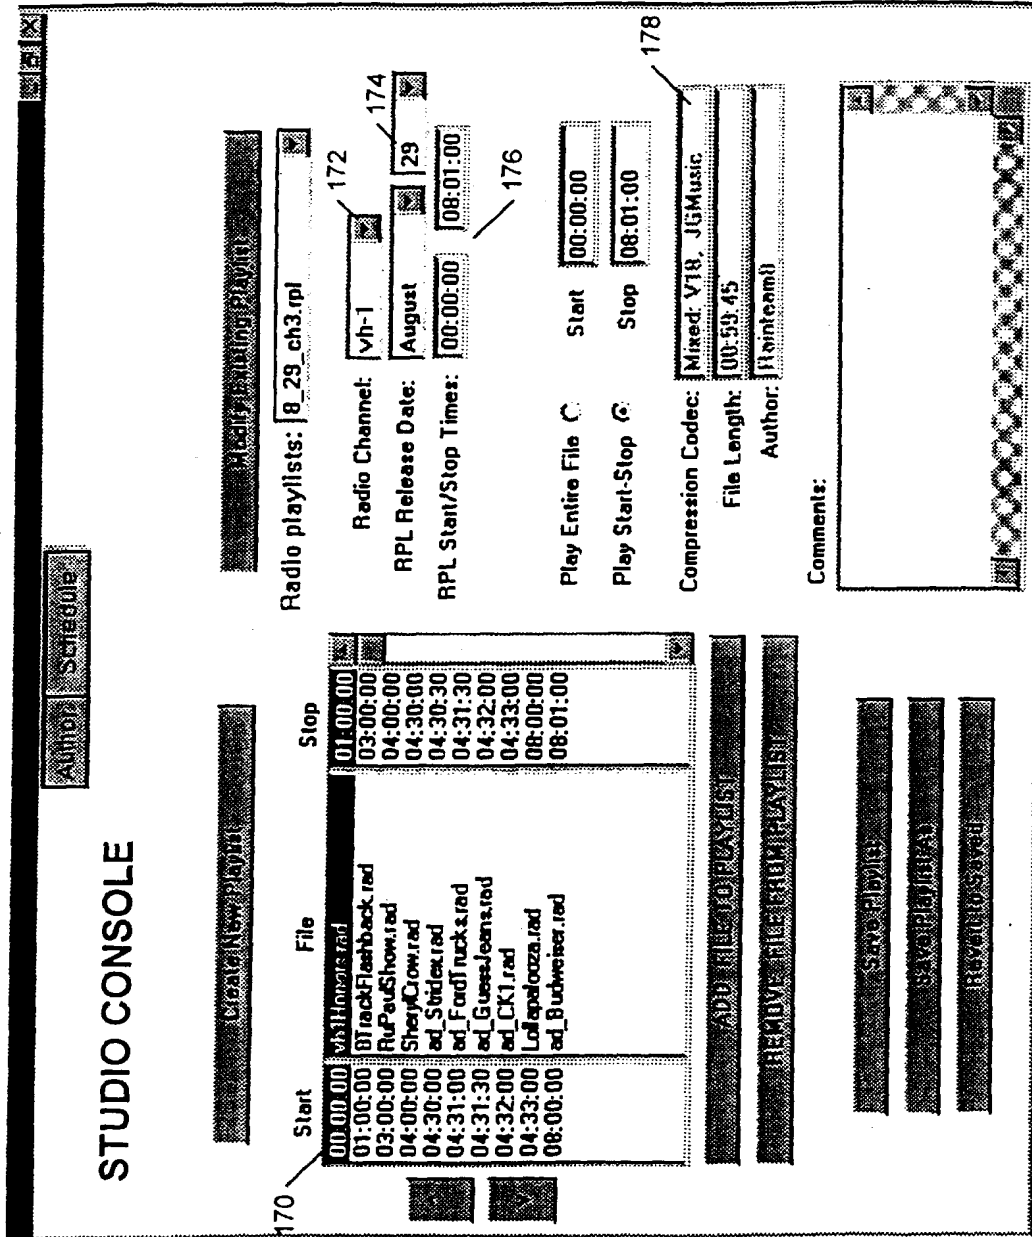 Author Schedule
STUDIO CONSOLE
Create New Playlist
Modify Existing Playlist
Radio playlists: 8_29_ch3.rpl
Radio Channel: vh-1
172
RPL Release Date: August 29
174
RPL Start/Stop Times: 00:00:00 08:01:00
176
170
Start File Stop
00:00:00 01:00:00
01:00:00 DTrackFlashback.rad 03:00:00
03:00:00 RuPaulShow.rad 04:00:00
04:00:00 SherylCrow.rad 04:30:00
04:30:00 ad_Stridex.rad 04:30:30
04:31:00 ad_FordTrucks.rad 04:31:30
04:31:30 ad_GuessJeans.rad 04:32:00
04:32:00 ad_CK1.rad 04:33:00
04:33:00 Lollapalooza.rad 08:00:00
08:00:00 ad_Budweiser.rad 08:01:00
Play Entire File Start 00:00:00
Play Start-Stop Stop 08:01:00
Compression Codec: Mixed: V18, JGMusic
178
File Length: 00:59:45
Author:
Comments:
ADD FILE TO PLAYLIST
REMOVE FILE FROM PLAYLIST
Save Playlist
Save Playlist As
Revert to Saved